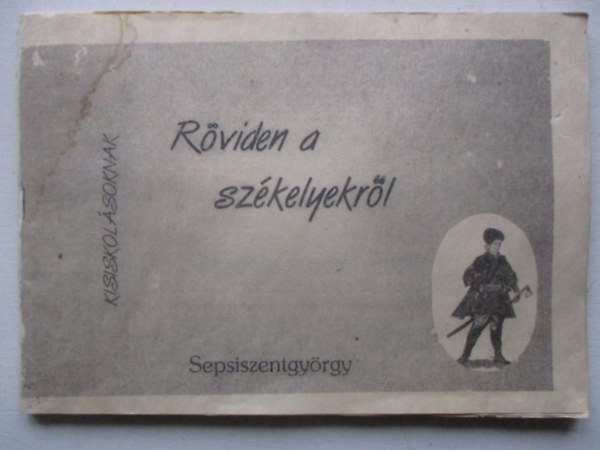 KISISKOLÁSOKNAK
Röviden a
székelyekről
Sepsiszentgyörgy